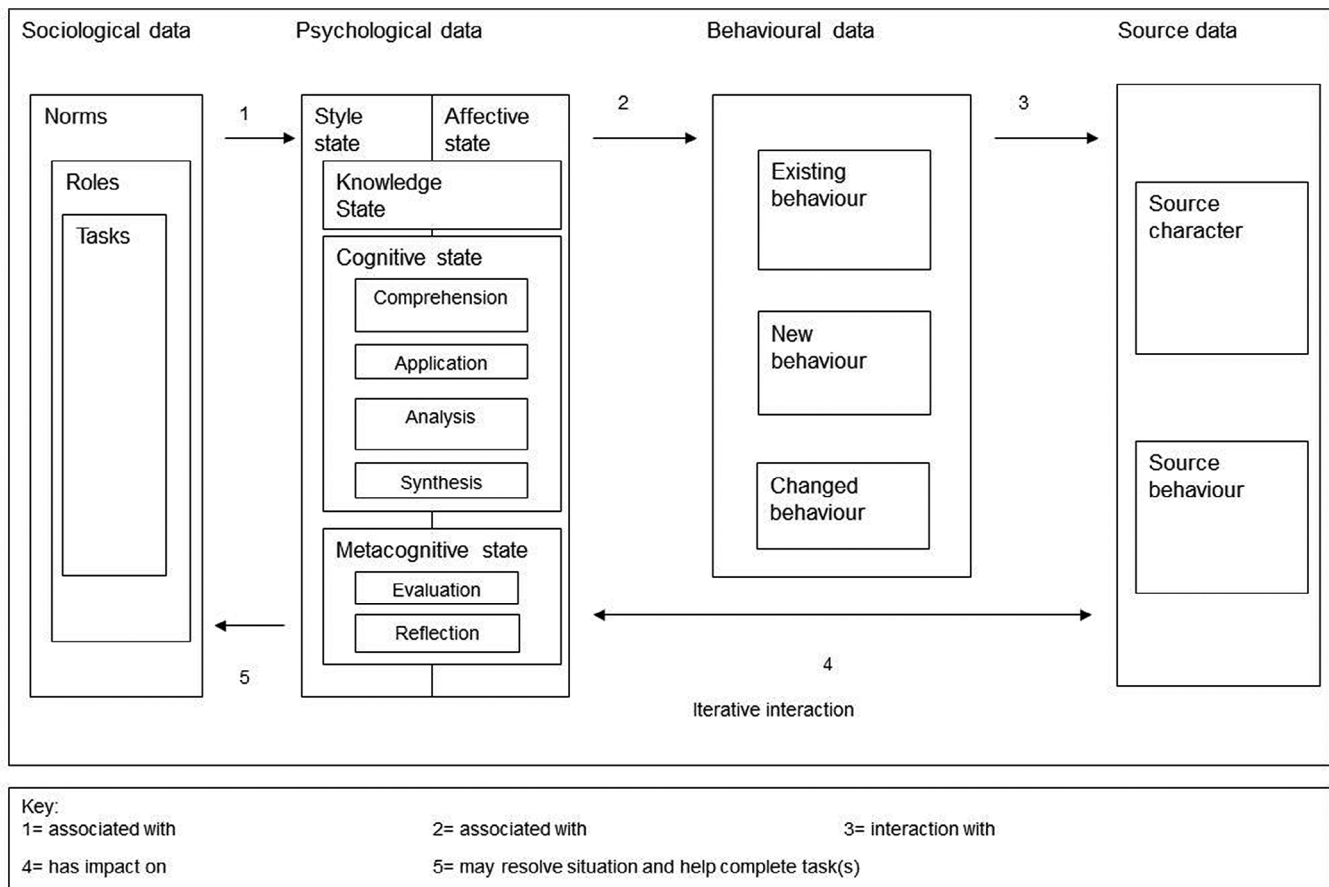 Sociological data
Psychological data
Behavioural data
Source data
1
2
3
Norms
Roles
Tasks
Style
state
Affective
state
Knowledge
State
Cognitive state
Comprehension
Application
Analysis
Synthesis
Metacognitive state
Evaluation
Reflection
Existing
behaviour
New
behaviour
Changed
behaviour
Source
character
Source
behaviour
5
4
Iterative interaction
Key:
1= associated with
2= associated with
3= interaction with
4= has impact on
5= may resolve situation and help complete task(s)